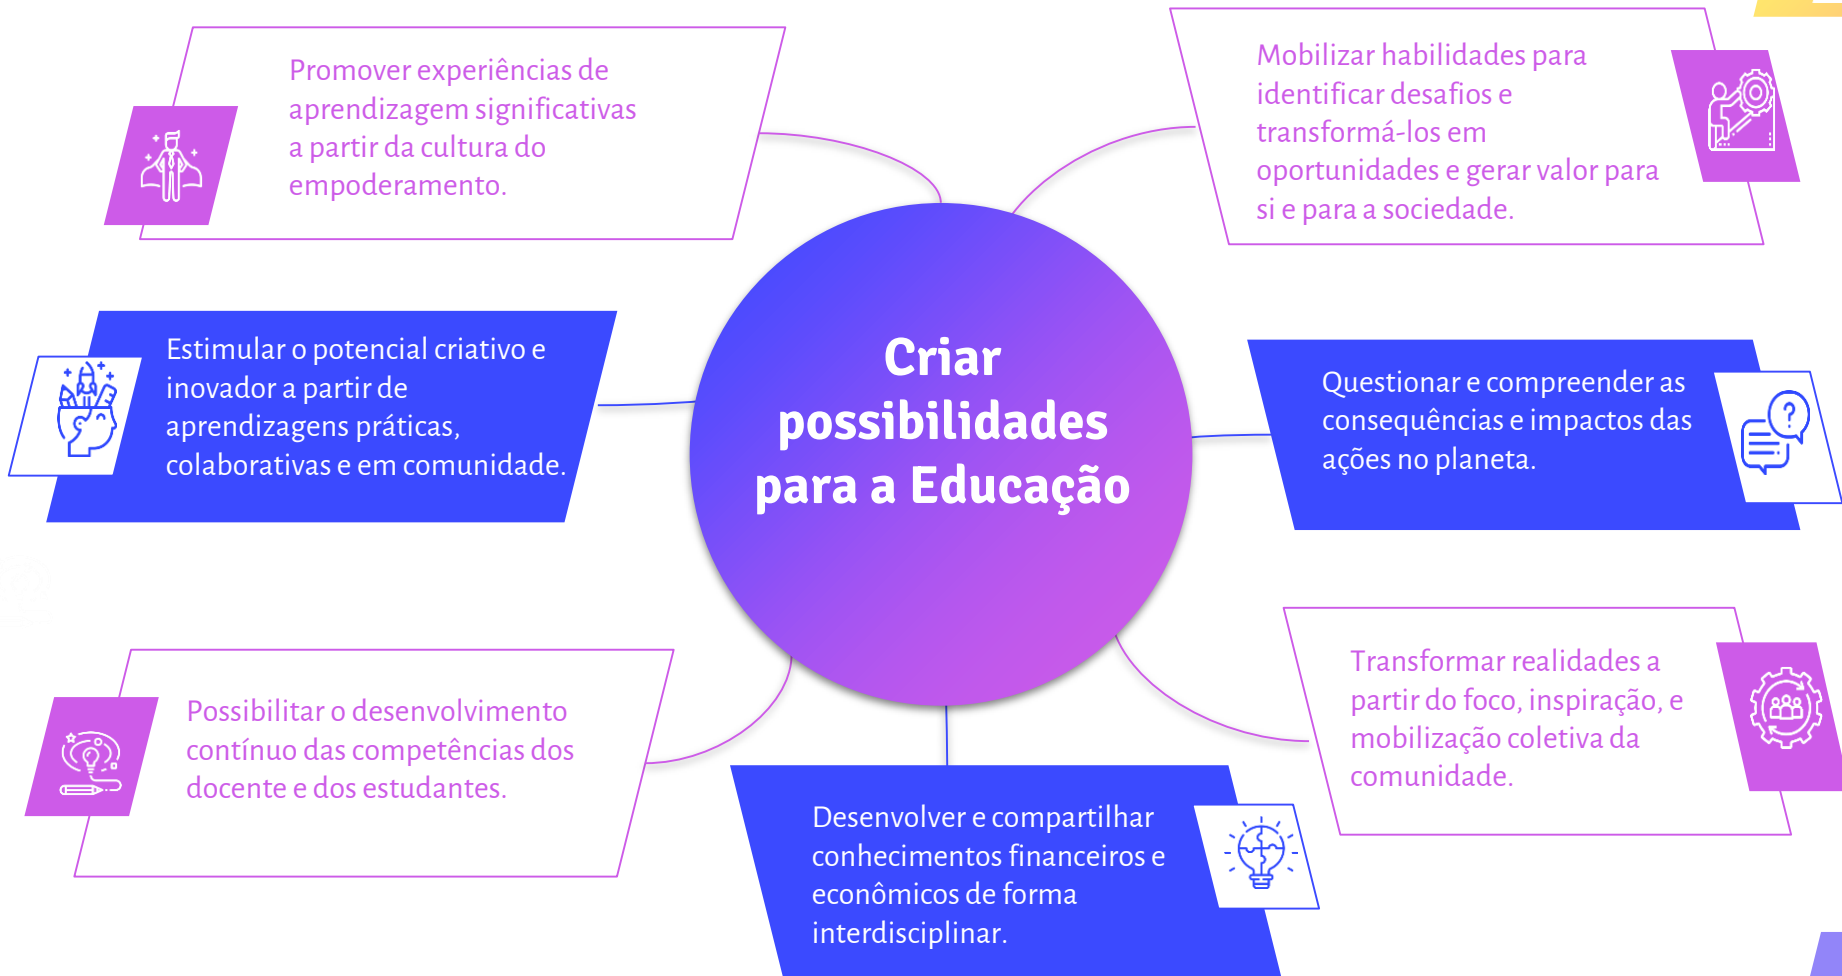 Promover experiências de
aprendizagem significativas
a partir da cultura do
empoderamento.
Mobilizar habilidades para
identificar desafios e
transformá-los em
oportunidades e gerar valor para
si e para a sociedade.
Estimular o potencial criativo e
inovador a partir de
aprendizagens práticas,
colaborativas e em comunidade.
Criar
possibilidades
para a Educação
Questionar e compreender as
consequências e impactos das
ações no planeta.
Possibilitar o desenvolvimento
contínuo das competências dos
docente e dos estudantes.
Transformar realidades a
partir do foco, inspiração, e
mobilização coletiva da
comunidade.
Desenvolver e compartilhar
conhecimentos financeiros e
econômicos de forma
interdisciplinar.